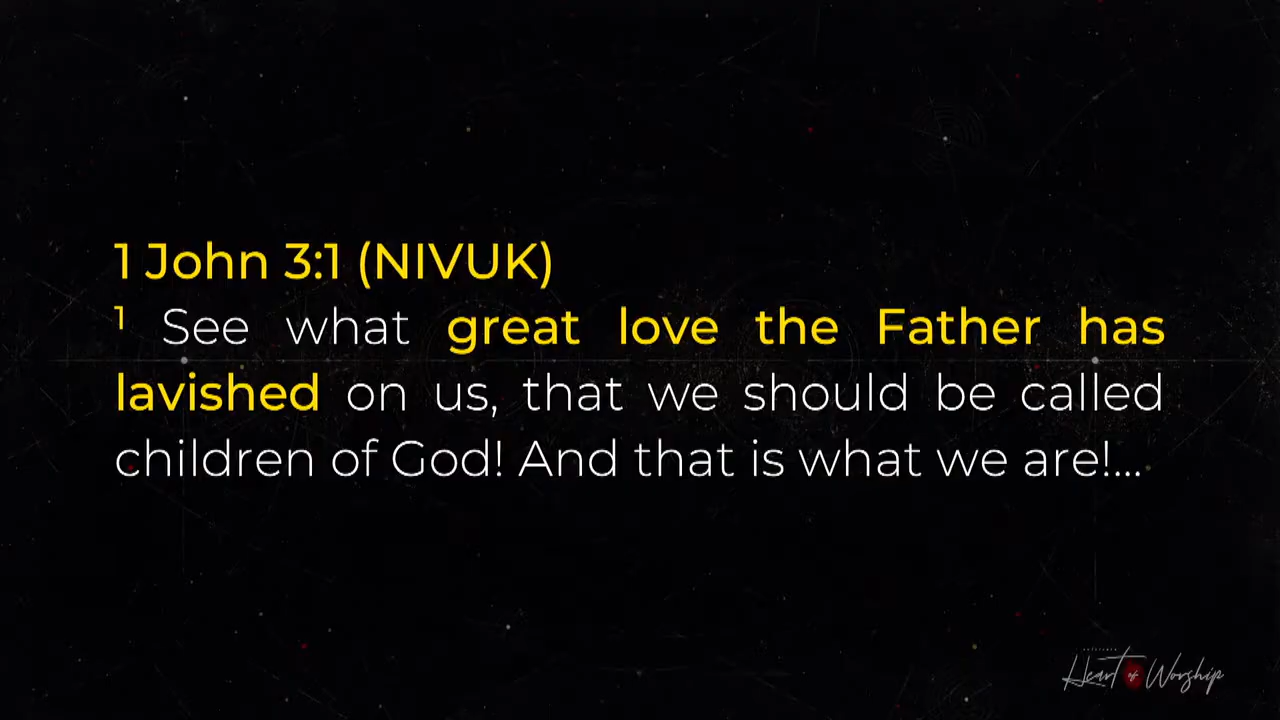 1 John 3:1 (NIVUK)
1 See what great love the Father has
lavished on us, that we should be called
children of God! And that is what we are!...
Heart of Worship